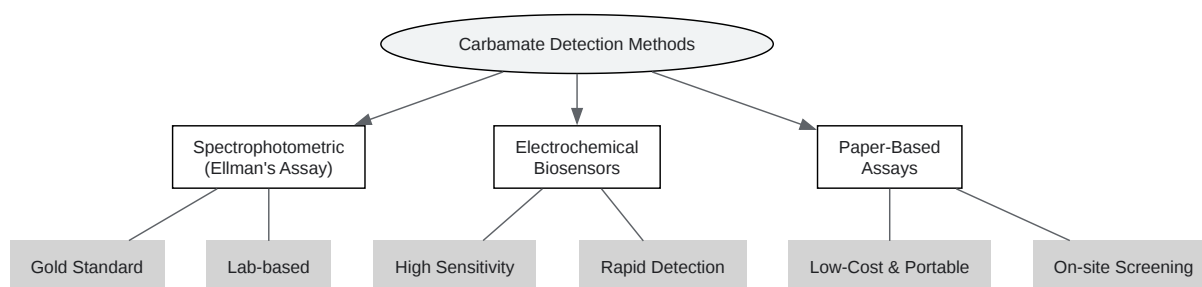 Carbamate Detection Methods
Spectrophotometric
(Ellman's Assay)
Electrochemical
Biosensors
Paper-Based
Assays
Gold Standard
Lab-based
High Sensitivity
Rapid Detection
Low-Cost & Portable
On-site Screening